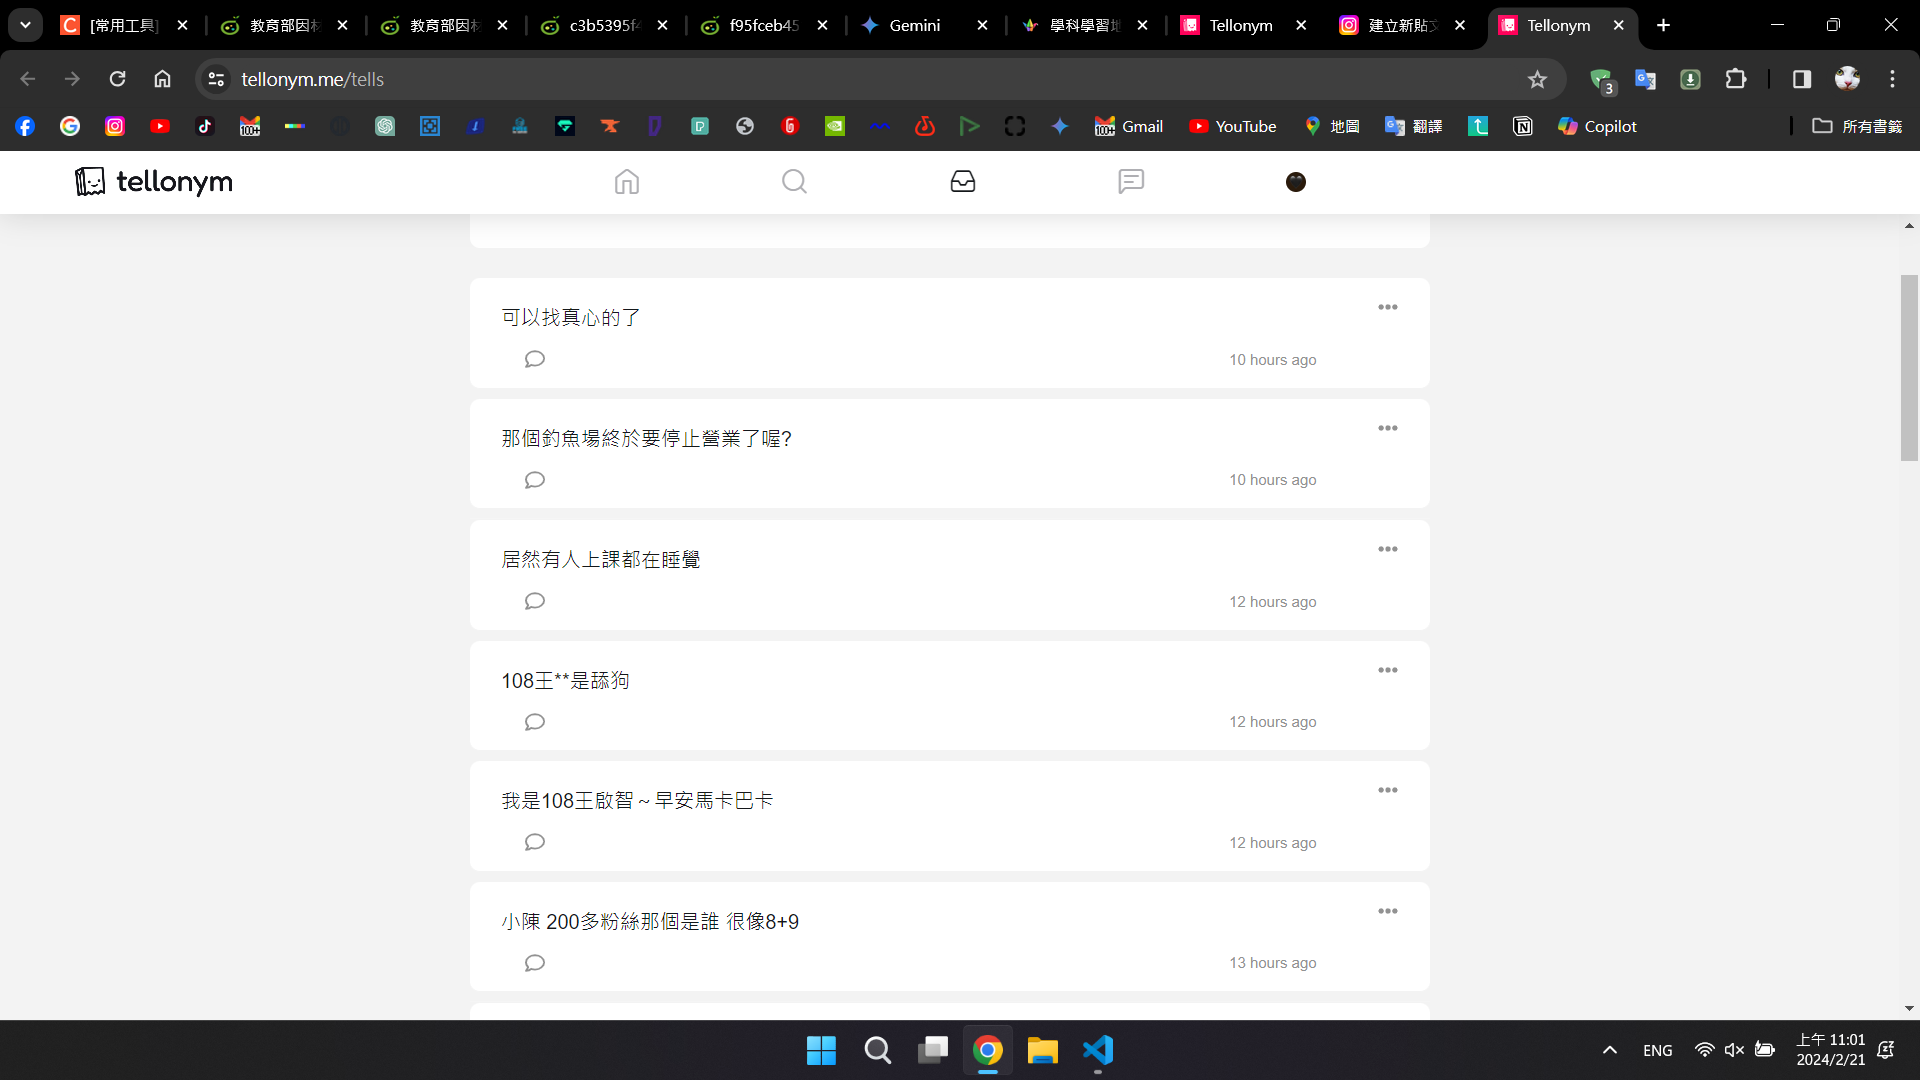 [常用工具]
教育部因材
教育部因材
c3b5395f4
f95fceb45
Gemini
學科學習地
Tellonym
建立新貼文
Tellonym
tellonym.me/tells
3
Gmail
YouTube
地圖
翻譯
Copilot
所有書籤
tellonym
可以找真心的了
10 hours ago
那個釣魚場終於要停止營業了喔?
10 hours ago
居然有人上課都在睡覺
12 hours ago
108王**是舔狗
12 hours ago
我是108王啟智～早安馬卡巴卡
12 hours ago
小陳 200多粉絲那個是誰 很像8+9
13 hours ago
ENG
上午 11:01
2024/2/21